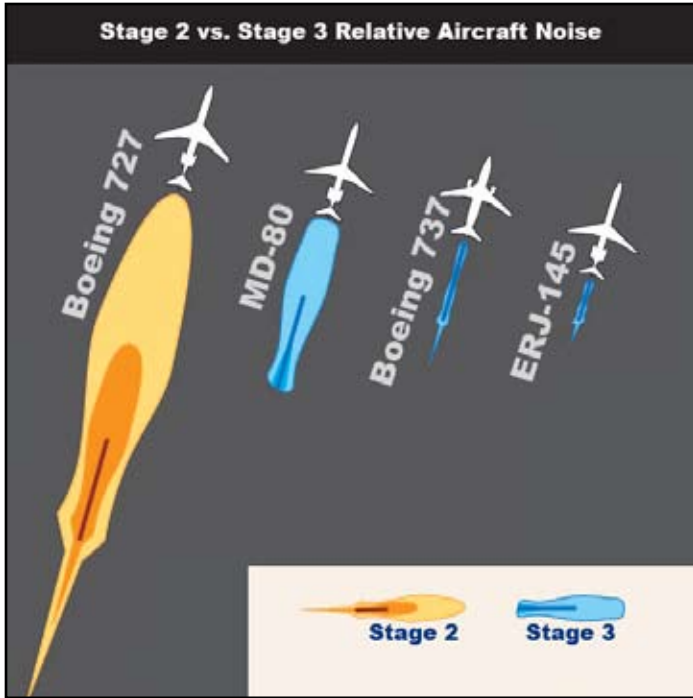 Stage 2 vs. Stage 3 Relative Aircraft Noise
Boeing 727
MD-80
Boeing 737
ERJ-145
Stage 2
Stage 3